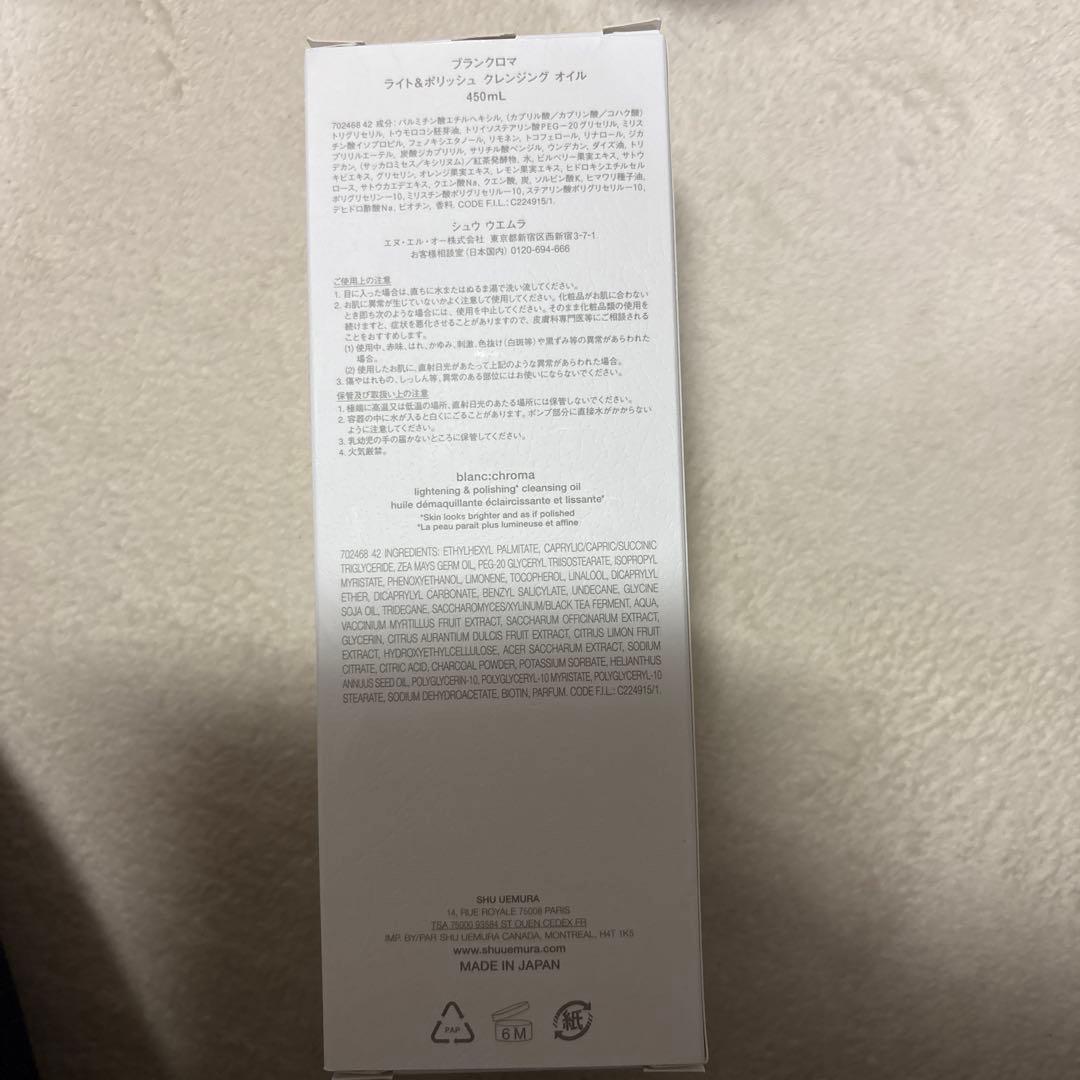 ブランクロマ
ライト&ポリッシュ クレンジング オイル
450mL
702468 42 成分：パルミチン酸エチルヘキシル，(カプリル酸／カプリン酸／コハク酸)
トリグリセリル，トウモロコシ胚芽油，トリイソステアリン酸PEG－20グリセリル，ミリス
チン酸イソプロピル，フェノキシエタノール，リモネン，トコフェロール，リナロール，ジカ
プリリルエーテル，炭酸ジカプリリル，サリチル酸ベンジル，ウンデカン，ダイズ油，トリ
デカン，(サッカロミセス／キシリヌム)／紅茶発酵物，水，ビルベリー果実エキス，サトウ
キビエキス，グリセリン，オレンジ果実エキス，レモン果実エキス，ヒドロキシエチルセル
ロース，サトウカエデエキス，クエン酸Na，クエン酸，炭，ソルビン酸K，ヒマワリ種子油，
ポリグリセリン－10，ミリスチン酸ポリグリセリル－10，ステアリン酸ポリグリセリル－10，
デヒドロ酢酸Na，ビオチン，香料．CODE F.I.L.：C224915/1.
シュウ ウエムラ
エヌ・エル・オー株式会社 東京都新宿区西新宿3-7-1
お客様相談室（日本国内）0120-694-666
ご使用上の注意
1. 目に入った場合は、直ちに水またはぬるま湯で洗い流してください。
2. お肌に異常が生じていないかよく注意して使用してください。化粧品がお肌に合わない
とき即ち次のような場合には、使用を中止してください。そのまま化粧品類の使用を
続けますと、症状を悪化させることがありますので、皮膚科専門医等にご相談される
ことをおすすめします。
(1) 使用中、赤味、はれ、かゆみ、刺激、色抜け（白斑等）や黒ずみ等の異常があらわれた
場合。
(2) 使用したお肌に、直射日光があたって上記のような異常があらわれた場合。
3. 傷やはれもの、しっしん等、異常のある部位にはお使いにならないでください。
保管及び取扱い上の注意
1. 極端に高温又は低温の場所、直射日光のあたる場所には保管しないでください。
2. 容器の中に水が入ると白くにごることがあります。ポンプ部分に直接水がかからない
ように注意してください。
3. 乳幼児の手の届かないところに保管してください。
4. 火気厳禁。
blanc:chroma
lightening & polishing* cleansing oil
huile démaquillante éclaircissante et lissante*
*Skin looks brighter and as if polished
*La peau parait plus lumineuse et affine
702468 42 INGREDIENTS: ETHYLHEXYL PALMITATE, CAPRYLIC/CAPRIC/SUCCINIC
TRIGLYCERIDE, ZEA MAYS GERM OIL, PEG-20 GLYCERYL TRIISOSTEARATE, ISOPROPYL
MYRISTATE, PHENOXYETHANOL, LIMONENE, TOCOPHEROL, LINALOOL, DICAPRYLYL
ETHER, DICAPRYLYL CARBONATE, BENZYL SALICYLATE, UNDECANE, GLYCINE
SOJA OIL, TRIDECANE, SACCHAROMYCES/XYLINUM/BLACK TEA FERMENT, AQUA,
VACCINIUM MYRTILLUS FRUIT EXTRACT, SACCHARUM OFFICINARUM EXTRACT,
GLYCERIN, CITRUS AURANTIUM DULCIS FRUIT EXTRACT, CITRUS LIMON FRUIT
EXTRACT, HYDROXYETHYLCELLULOSE, ACER SACCHARUM EXTRACT, SODIUM
CITRATE, CITRIC ACID, CHARCOAL POWDER, POTASSIUM SORBATE, HELIANTHUS
ANNUUS SEED OIL, POLYGLYCERIN-10, POLYGLYCERYL-10 MYRISTATE, POLYGLYCERYL-10
STEARATE, SODIUM DEHYDROACETATE, BIOTIN, PARFUM. CODE F.I.L.: C224915/1.
SHU UEMURA
14, RUE ROYALE 75008 PARIS
TSA 75000 93584 ST OUEN CEDEX FR
IMP. BY/PAR SHU UEMURA CANADA, MONTREAL, H4T 1K5
www.shuuemura.com
MADE IN JAPAN
PAP
6 M
紙